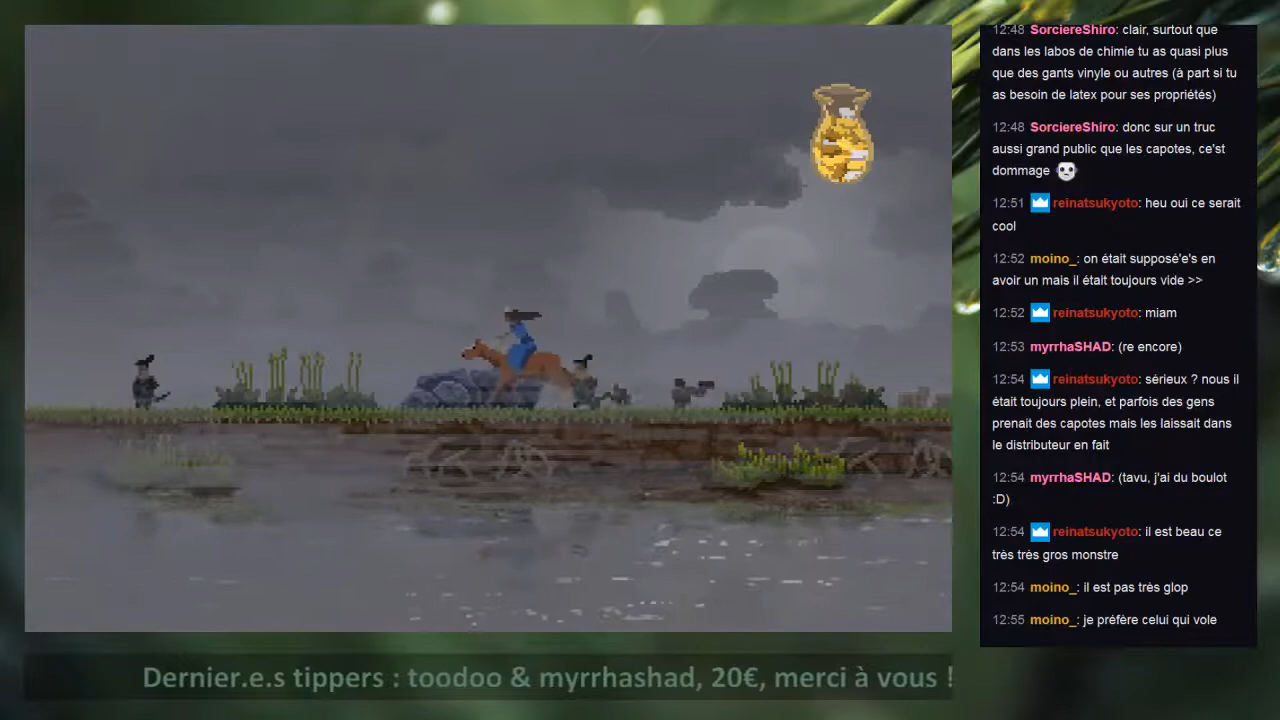 12:48 SorciereShiro: clair, surtout que
dans les labos de chimie tu as quasi plus
que des gants vinyle ou autres (à part si tu
as besoin de latex pour ses propriétés)
12:48 SorciereShiro: donc sur un truc
aussi grand public que les capotes, ce'st
dommage
12:51 reinatsukyoto: heu oui ce serait
cool
12:52 moino_: on était supposé'e's en
avoir un mais il était toujours vide >>
12:52 reinatsukyoto: miam
12:53 myrrhaSHAD: (re encore)
12:54 reinatsukyoto: sérieux ? nous il
était toujours plein, et parfois des gens
prenait des capotes mais les laissait dans
le distributeur en fait
12:54 myrrhaSHAD: (tavu, j'ai du boulot
:D)
12:54 reinatsukyoto: il est beau ce
très très gros monstre
12:54 moino_: il est pas très glop
12:55 moino_: je préfère celui qui vole
Dernier.e.s tippers : toodoo & myrrhashad, 20€, merci à vous !